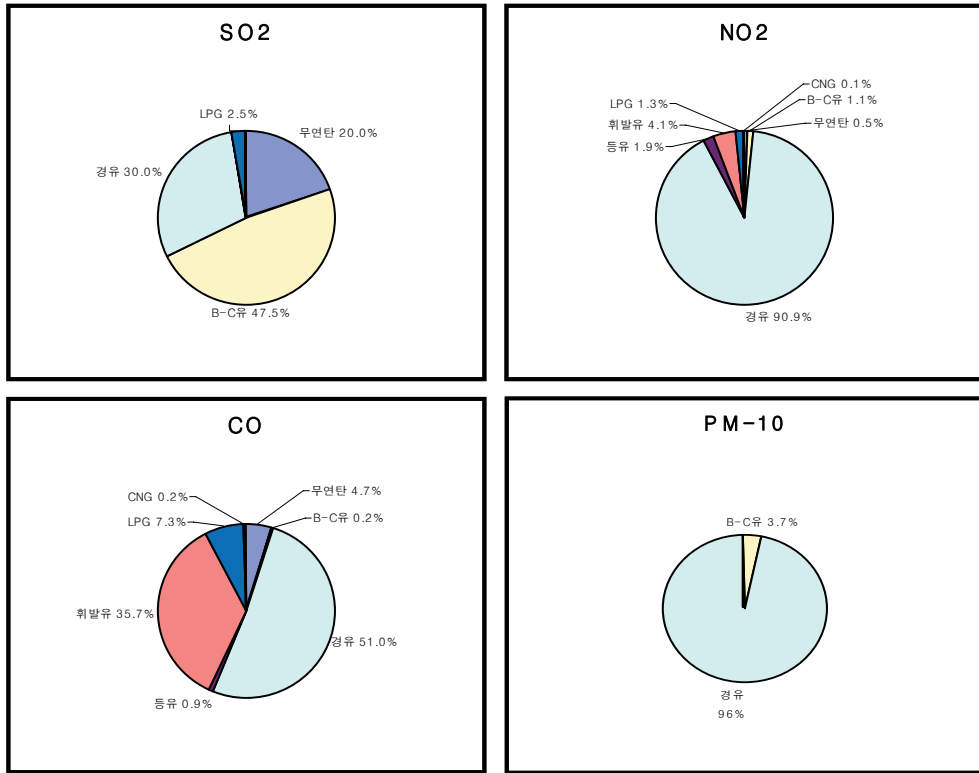 SO2
LPG 2.5%
무연탄 20.0%
경유 30.0%
B-C유 47.5%
NO2
CNG 0.1%
LPG 1.3%
B-C유 1.1%
휘발유 4.1%
무연탄 0.5%
등유 1.9%
경유 90.9%
CO
무연탄 4.7%
CNG 0.2%
LPG 7.3%
B-C유 0.2%
휘발유 35.7%
경유 51.0%
등유 0.9%
PM-10
B-C유 3.7%
경유
96%